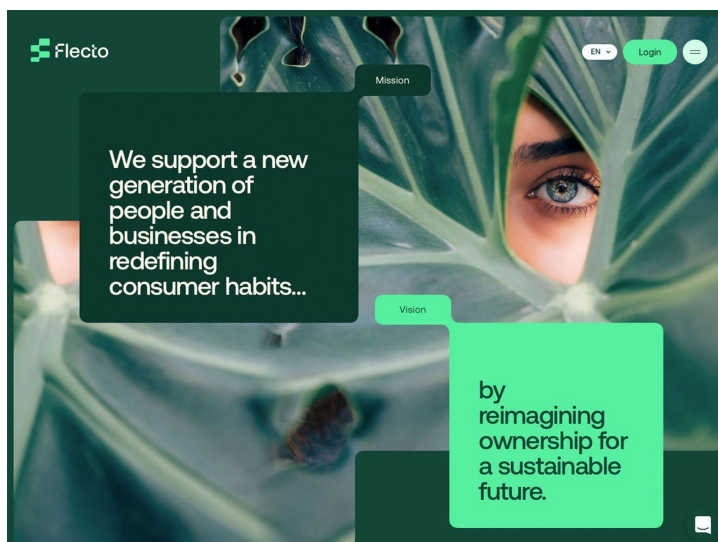 Flecto
EN
Login
Mission
We support a new
generation of
people and
businesses in
redefining
consumer habits...
Vision
by
reimagining
ownership for
a sustainable
future.